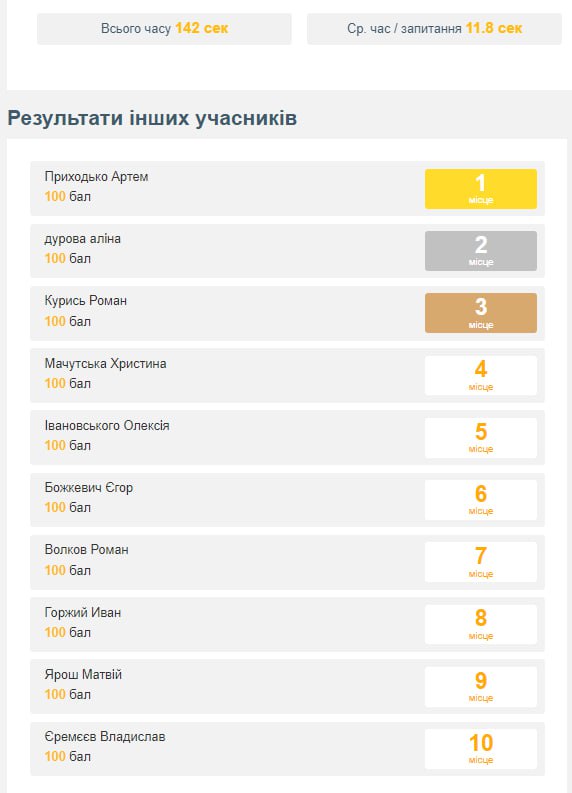 Всього часу 142 сек
Ср. час / запитання 11.8 сек
Результати інших учасників
Приходько Артем
100 бал
1
місце
дурова аліна
100 бал
2
місце
Курись Роман
100 бал
3
місце
Мачутська Христина
100 бал
4
місце
Івановського Олексія
100 бал
5
місце
Божкевич Єгор
100 бал
6
місце
Волков Роман
100 бал
7
місце
Горжий Иван
100 бал
8
місце
Ярош Матвій
100 бал
9
місце
Єремєєв Владислав
100 бал
10
місце